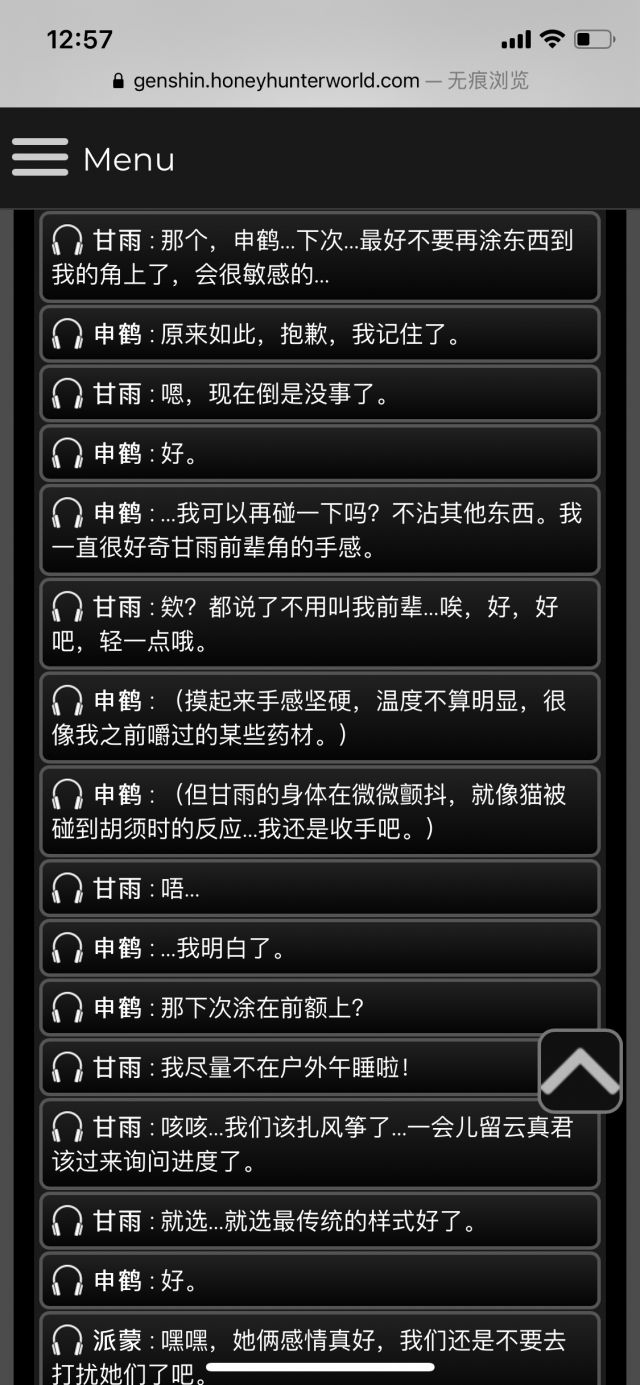 12:57
genshin.honeyhunterworld.com — 无痕浏览
Menu
甘雨 : 那个，申鹤...下次...最好不要再涂东西到
我的角上了，会很敏感的...
申鹤 : 原来如此，抱歉，我记住了。
甘雨 : 嗯，现在倒是没事了。
申鹤 : 好。
申鹤 : ...我可以再碰一下吗？不沾其他东西。我
一直很好奇甘雨前辈角的手感。
甘雨 : 欸？都说了不用叫我前辈...唉，好，好
吧，轻一点哦。
申鹤 : （摸起来手感坚硬，温度不算明显，很
像我之前嚼过的某些药材。）
申鹤 : （但甘雨的身体在微微颤抖，就像猫被
碰到胡须时的反应...我还是收手吧。）
甘雨 : 唔...
申鹤 : ...我明白了。
申鹤 : 那下次涂在前额上？
甘雨 : 我尽量不在户外午睡啦！
甘雨 : 咳咳...我们该扎风筝了...一会儿留云真君
该过来询问进度了。
甘雨 : 就选...就选最传统的样式好了。
申鹤 : 好。
派蒙 : 嘿嘿，她俩感情真好，我们还是不要去
打扰她们了吧。